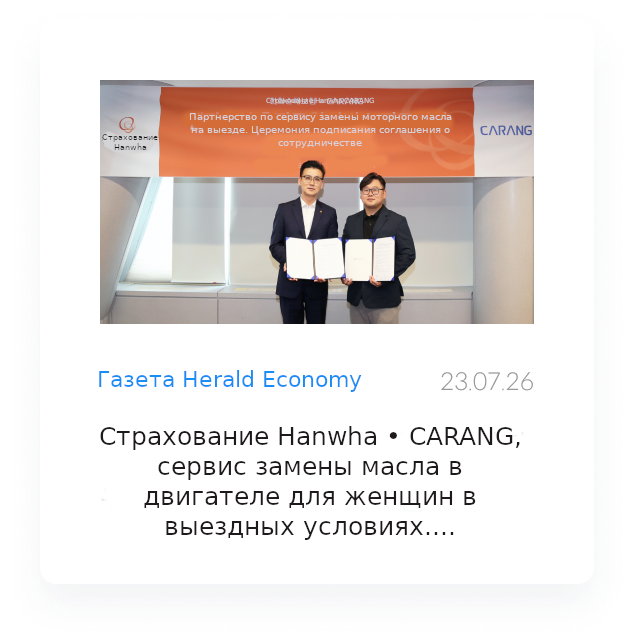 Партнерство по сервису замены моторного масла
на выезде. Церемония подписания соглашения о
сотрудничестве
Страхование
Hanwha
CARANG
Газета Herald Economy
23.07.26
Страхование Hanwha • CARANG,
сервис замены масла в
двигателе для женщин в
выездных условиях....